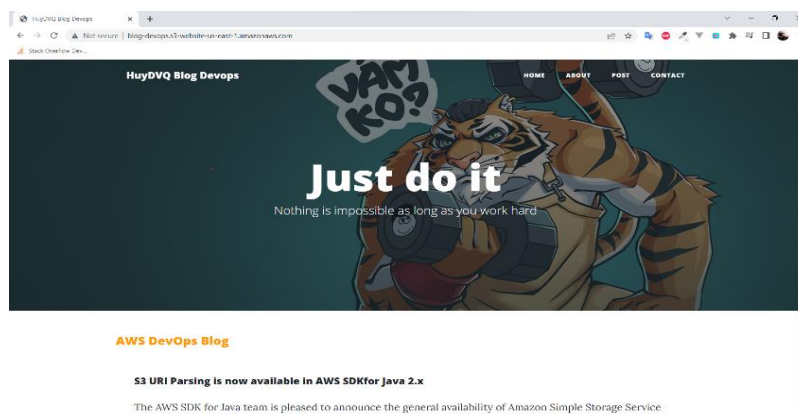 HuyDVQ Blog Devops
Not secure | blog-devops.s3-website-us-east-1.amazonaws.com
Stack Overflow Dev...
HuyDVQ Blog Devops
HOME ABOUT POST CONTACT
VÂM
KO?
Just do it
Nothing is impossible as long as you work hard
AWS DevOps Blog
S3 URI Parsing is now available in AWS SDKfor Java 2.x
The AWS SDK for Java team is pleased to announce the general availability of Amazon Simple Storage Service